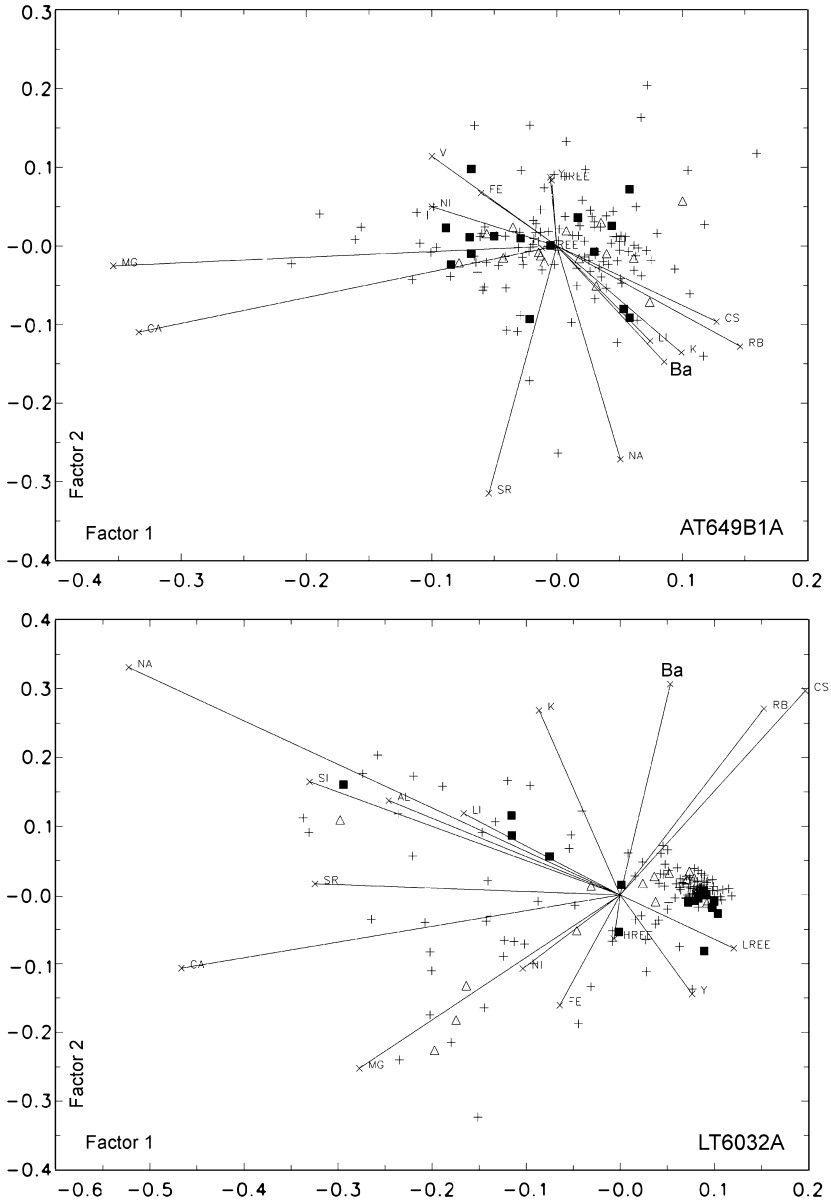 0.3
0.2
0.1
-0.0
-0.1
-0.2
-0.3
-0.4
V
FE
Y
HREE
NI
REE
MG
CA
CS
RB
LI
K
Ba
NA
SR
Factor 2
Factor 1
AT649B1A
-0.4 -0.3 -0.2 -0.1 -0.0 0.1 0.2
0.4
0.3
0.2
0.1
-0.0
-0.1
-0.2
-0.3
-0.4
NA
Ba
CS
K
RB
SI
AL
LI
SR
HREE
LREE
CA
NI
Y
FE
MG
Factor 2
Factor 1
LT6032A
-0.6 -0.5 -0.4 -0.3 -0.2 -0.1 -0.0 0.1 0.2